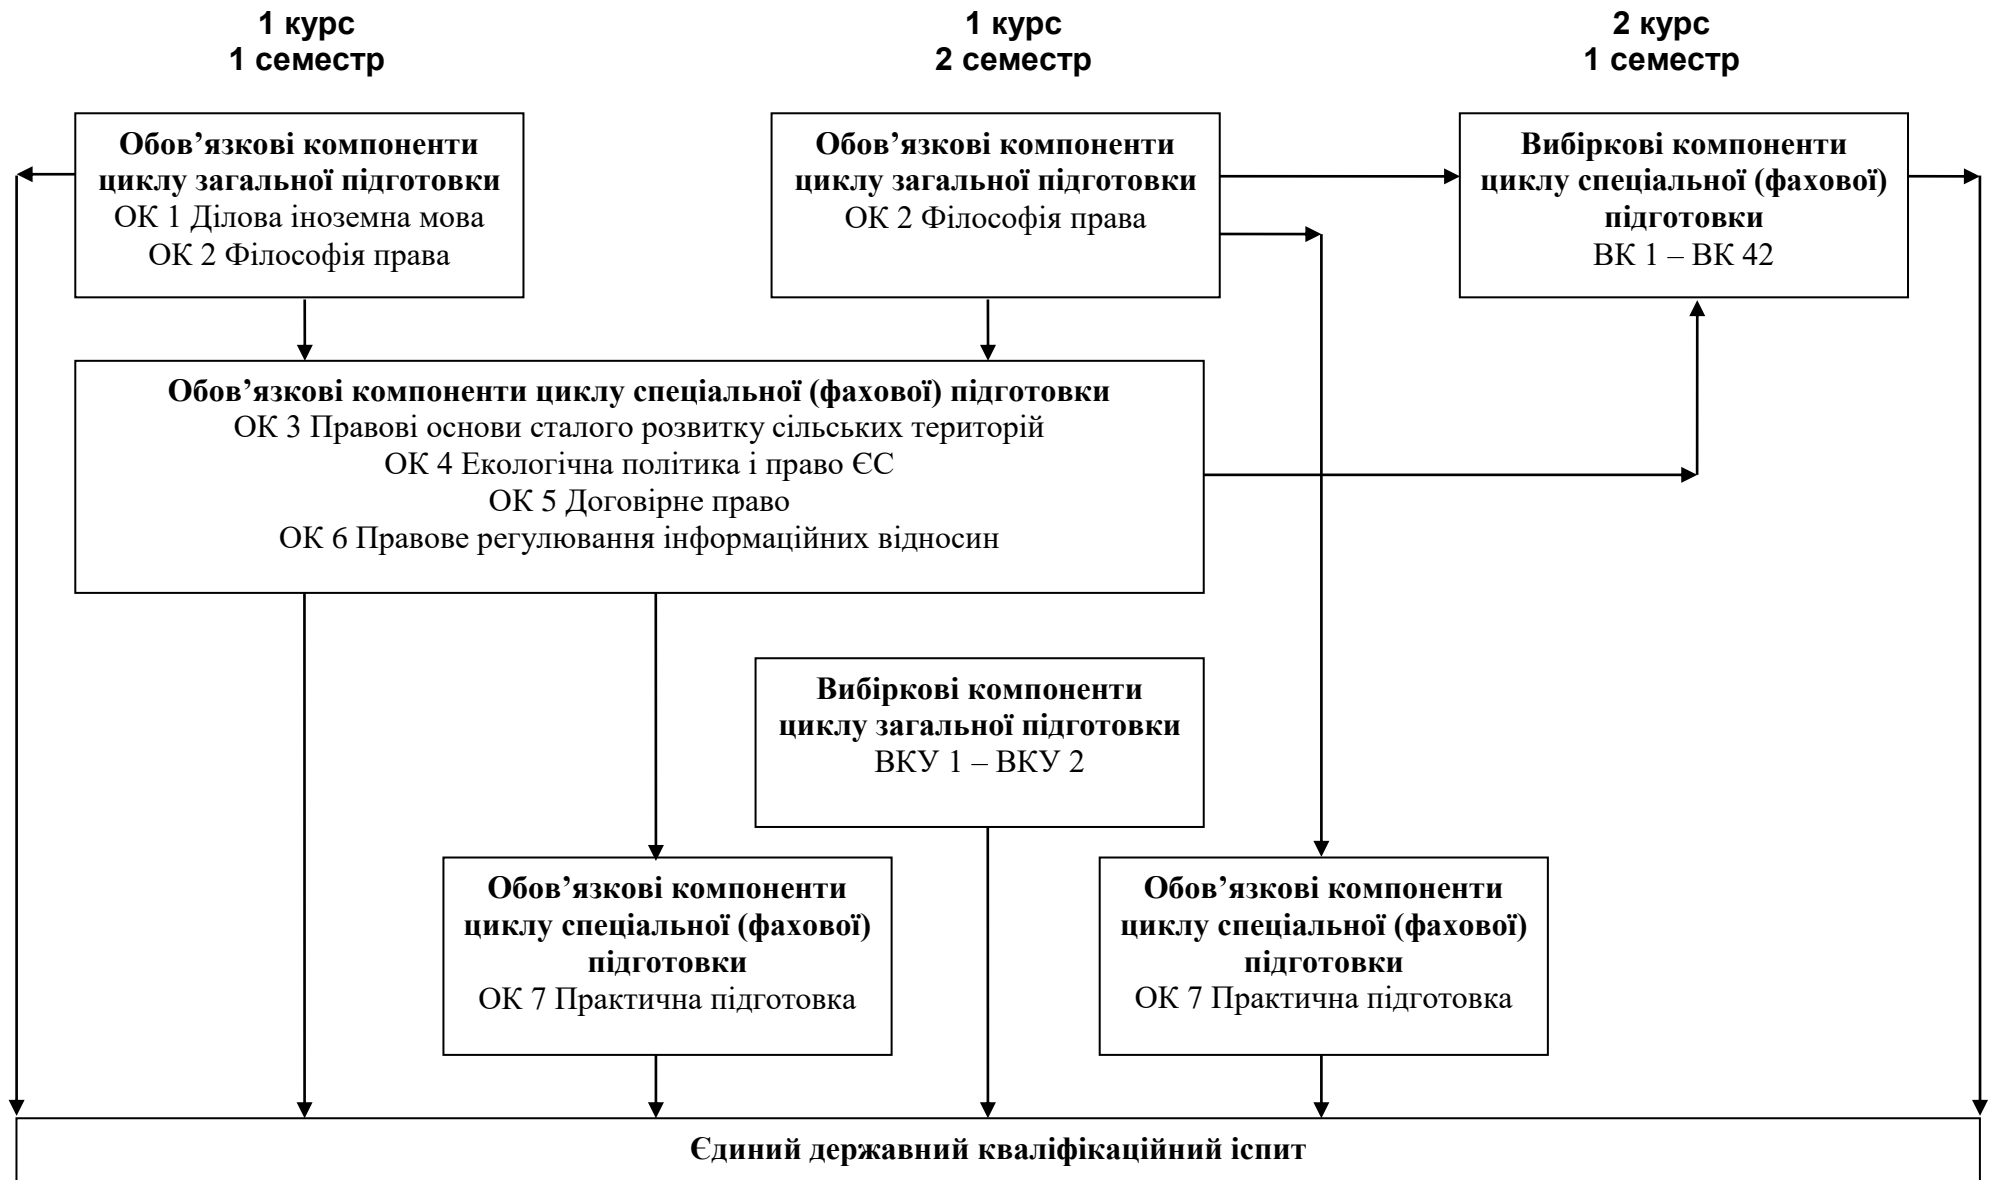 1 курс
1 семестр
1 курс
2 семестр
2 курс
1 семестр
Обов’язкові компоненти
циклу загальної підготовки
ОК 1 Ділова іноземна мова
ОК 2 Філософія права
Обов’язкові компоненти
циклу загальної підготовки
ОК 2 Філософія права
Вибіркові компоненти
циклу спеціальної (фахової)
підготовки
ВК 1 – ВК 42
Обов’язкові компоненти циклу спеціальної (фахової) підготовки
ОК 3 Правові основи сталого розвитку сільських територій
ОК 4 Екологічна політика і право ЄС
ОК 5 Договірне право
ОК 6 Правове регулювання інформаційних відносин
Вибіркові компоненти
циклу загальної підготовки
ВКУ 1 – ВКУ 2
Обов’язкові компоненти
циклу спеціальної (фахової)
підготовки
ОК 7 Практична підготовка
Обов’язкові компоненти
циклу спеціальної (фахової)
підготовки
ОК 7 Практична підготовка
Єдиний державний кваліфікаційний іспит